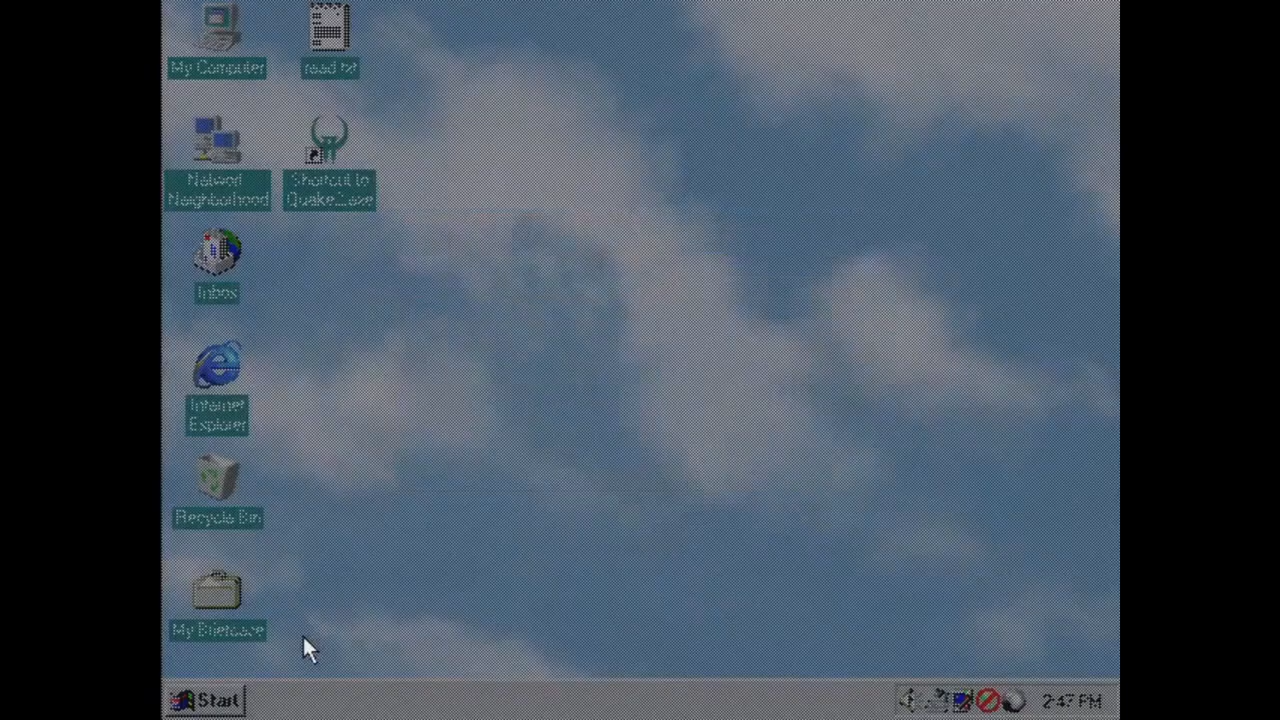 My Computer
read.txt
Network
Neighborhood
Shortcut to
Quake2.exe
Inbox
Internet
Explorer
Recycle Bin
My Briefcase
Start
2:47 PM